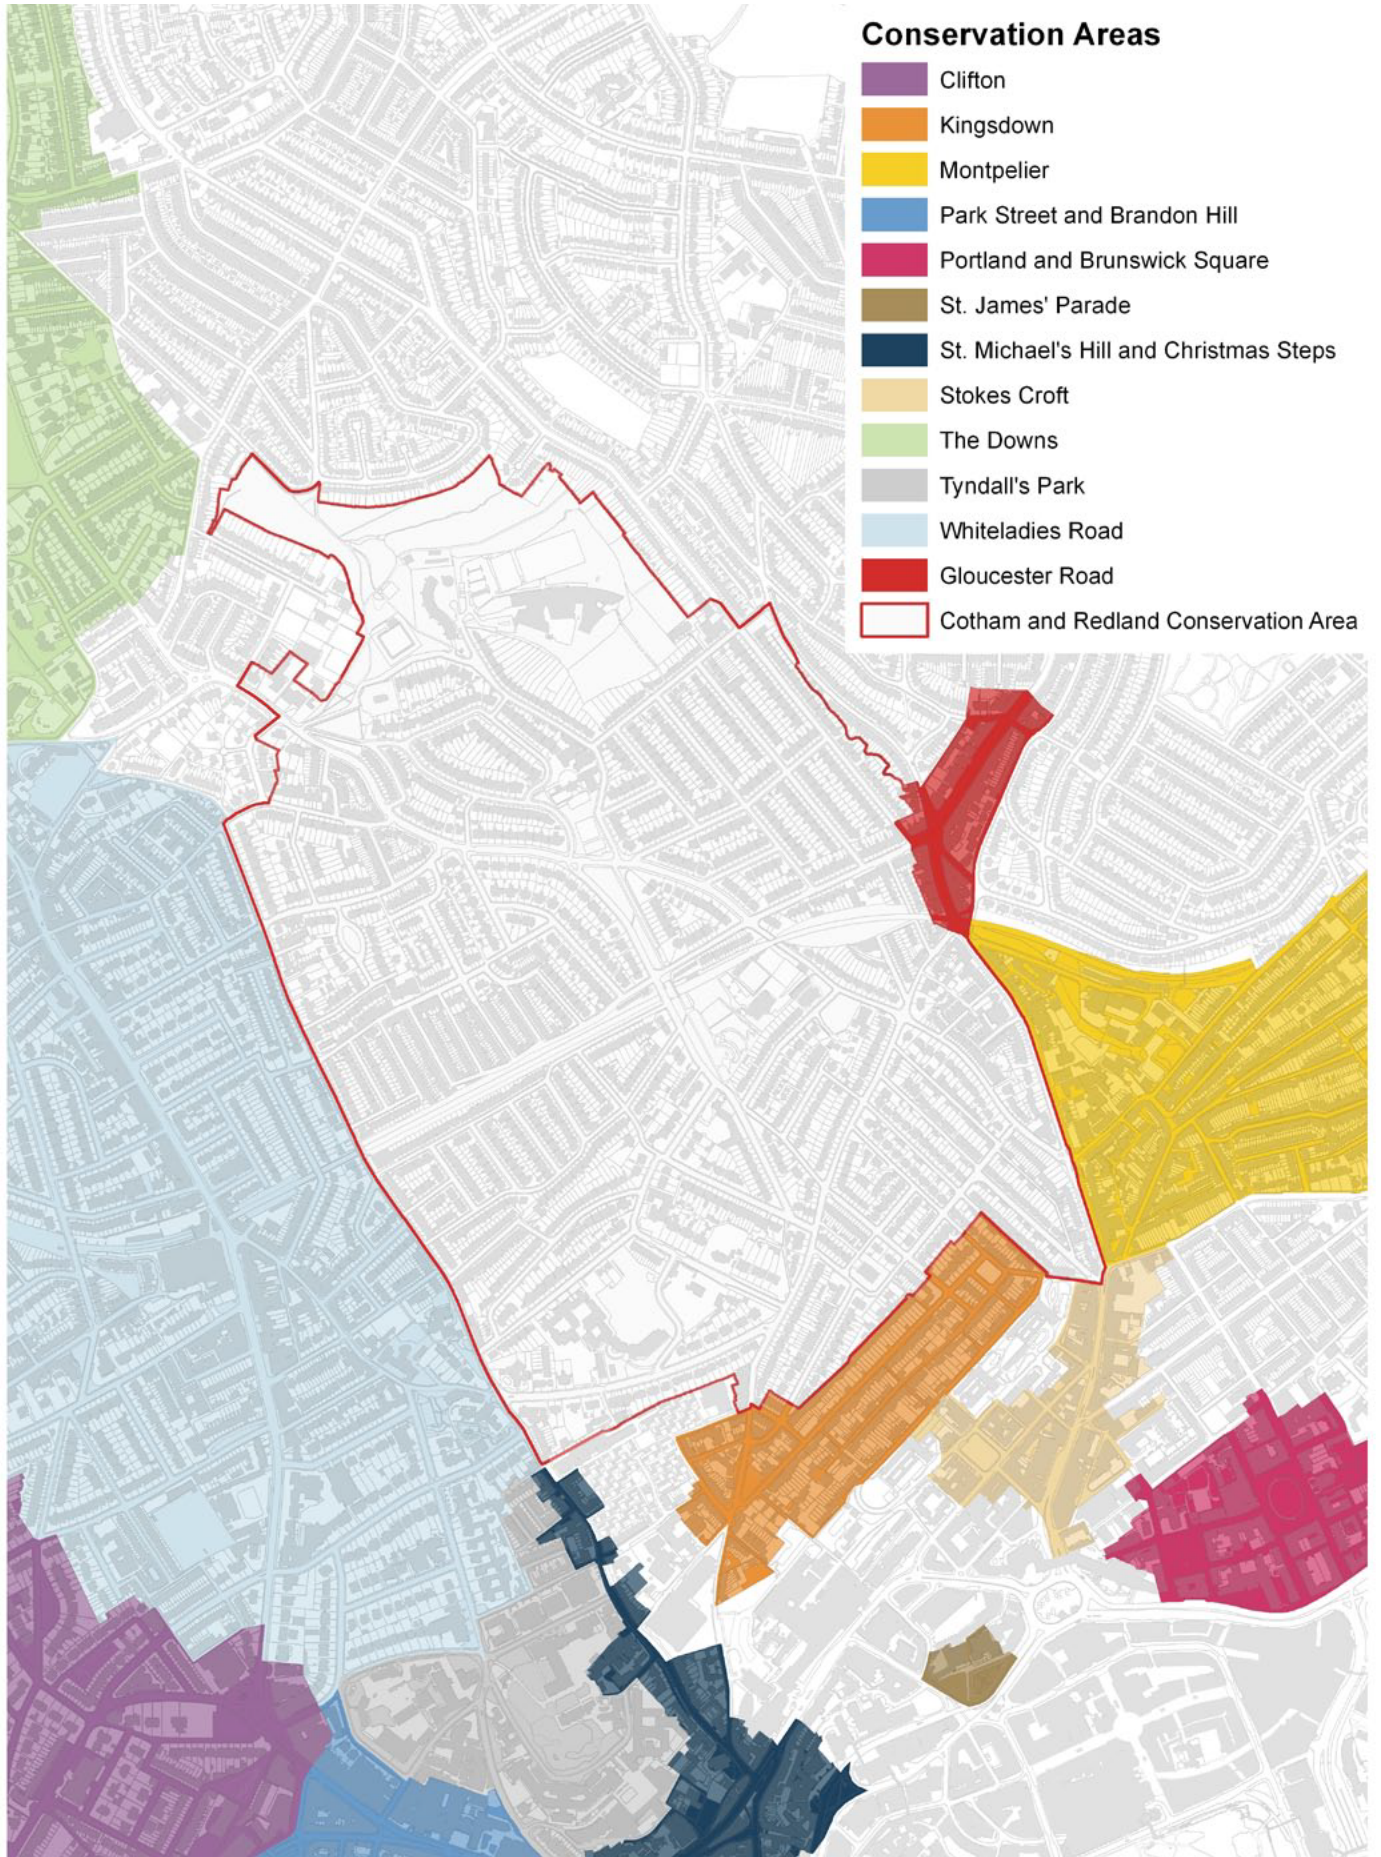 Conservation Areas
Clifton
Kingsdown
Montpelier
Park Street and Brandon Hill
Portland and Brunswick Square
St. James' Parade
St. Michael's Hill and Christmas Steps
Stokes Croft
The Downs
Tyndall's Park
Whiteladies Road
Gloucester Road
Cotham and Redland Conservation Area